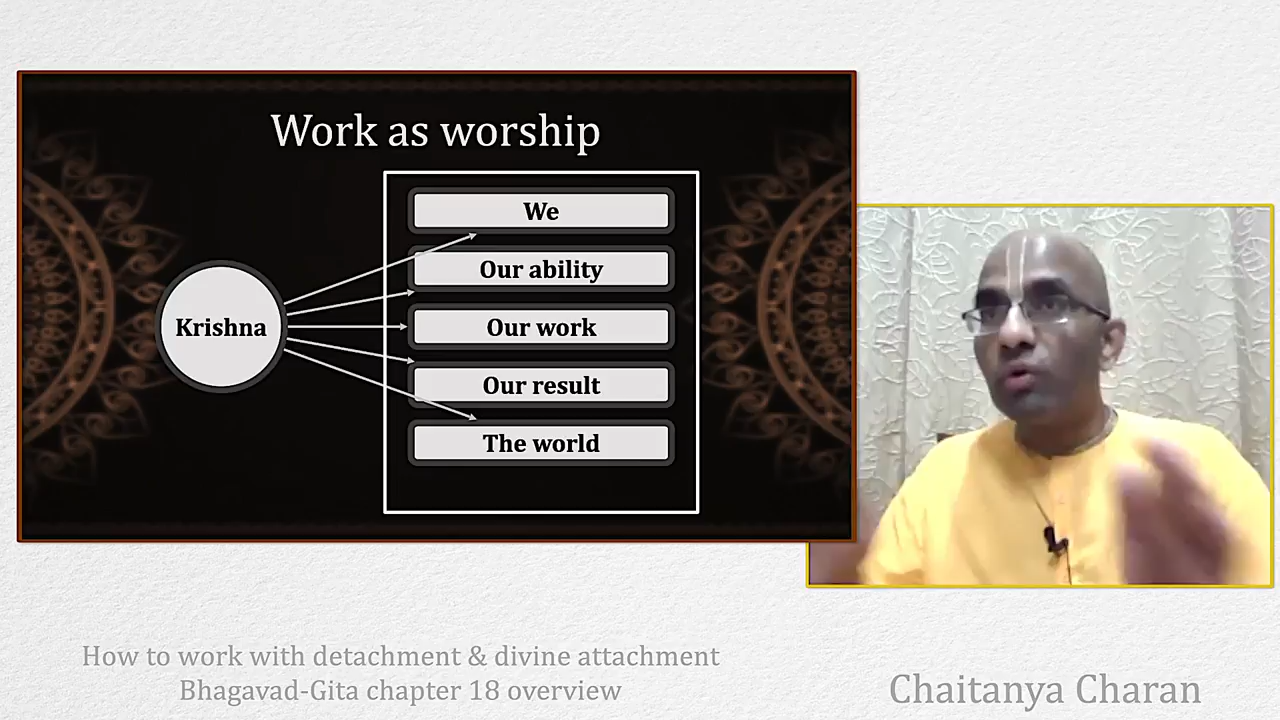 Work as worship
Krishna
We
Our ability
Our work
Our result
The world
How to work with detachment & divine attachment
Bhagavad-Gita chapter 18 overview
Chaitanya Charan